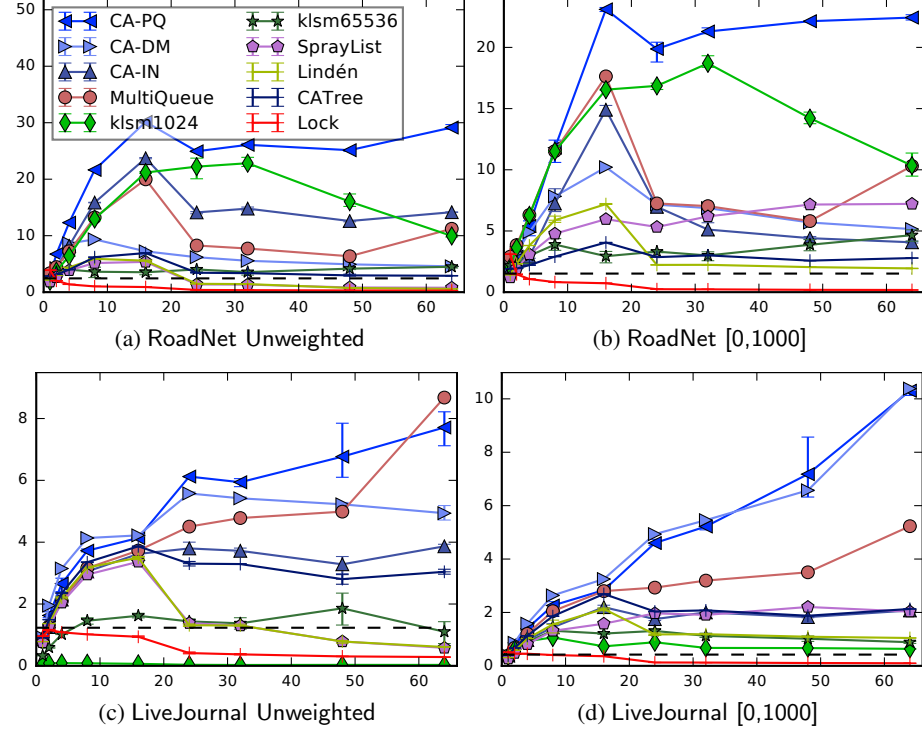 50
40
30
20
10
0
CA-PQ
CA-DM
CA-IN
MultiQueue
klsm1024
klsm65536
SprayList
Lindén
CATree
Lock
0 10 20 30 40 50 60
(a) RoadNet Unweighted
20
15
10
5
0
0 10 20 30 40 50 60
(b) RoadNet [0,1000]
8
6
4
2
0
0 10 20 30 40 50 60
(c) LiveJournal Unweighted
10
8
6
4
2
0
0 10 20 30 40 50 60
(d) LiveJournal [0,1000]